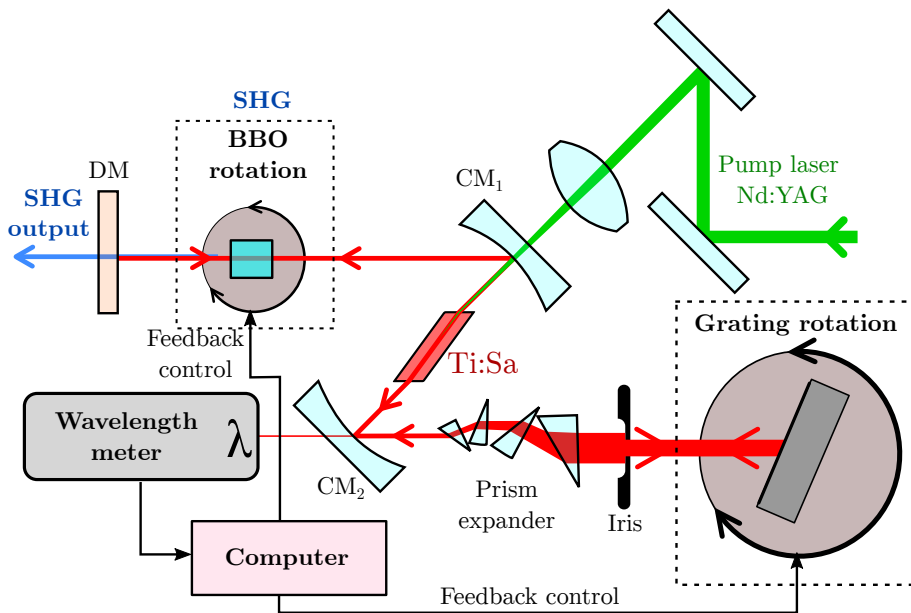 SHG
BBO
rotation
DM
SHG
output
CM1
Pump laser
Nd:YAG
Grating rotation
Feedback
control
Ti:Sa
Wavelength
meter
λ
CM2
Prism
expander
Iris
Computer
Feedback control